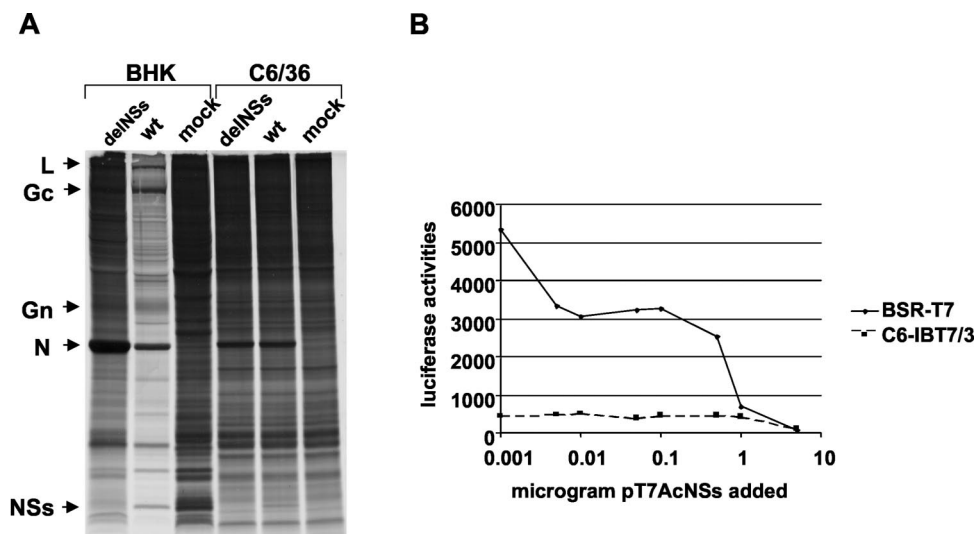 A
BHK
C6/36
delNSs
wt
mock
delNSs
wt
mock
L
Gc
Gn
N
NSs
B
luciferase activities
6000
5000
4000
3000
2000
1000
0
0.001 0.01 0.1 1 10
microgram pT7AcNSs added
BSR-T7
C6-IBT7/3